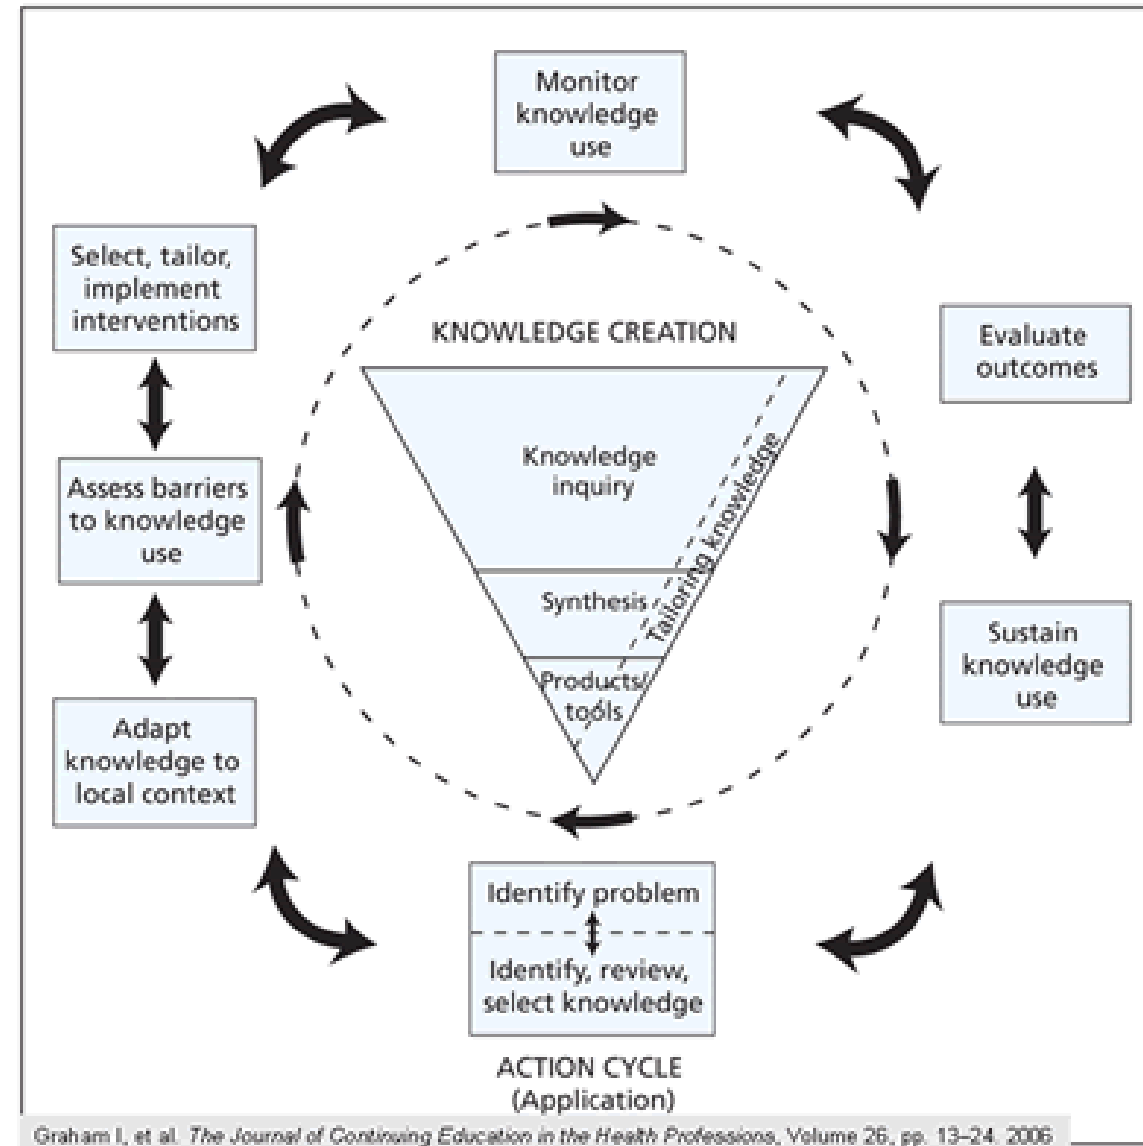 Monitor
knowledge
use
Select, tailor,
implement
interventions
Evaluate
outcomes
KNOWLEDGE CREATION
Knowledge
inquiry
Tailoring knowledge
Synthesis
Products/
tools
Assess barriers
to knowledge
use
Sustain
knowledge
use
Adapt
knowledge to
local context
Identify problem
Identify, review,
select knowledge
ACTION CYCLE
(Application)
Graham I, et al. The Journal of Continuing Education in the Health Professions, Volume 26, pp. 13–24, 2006